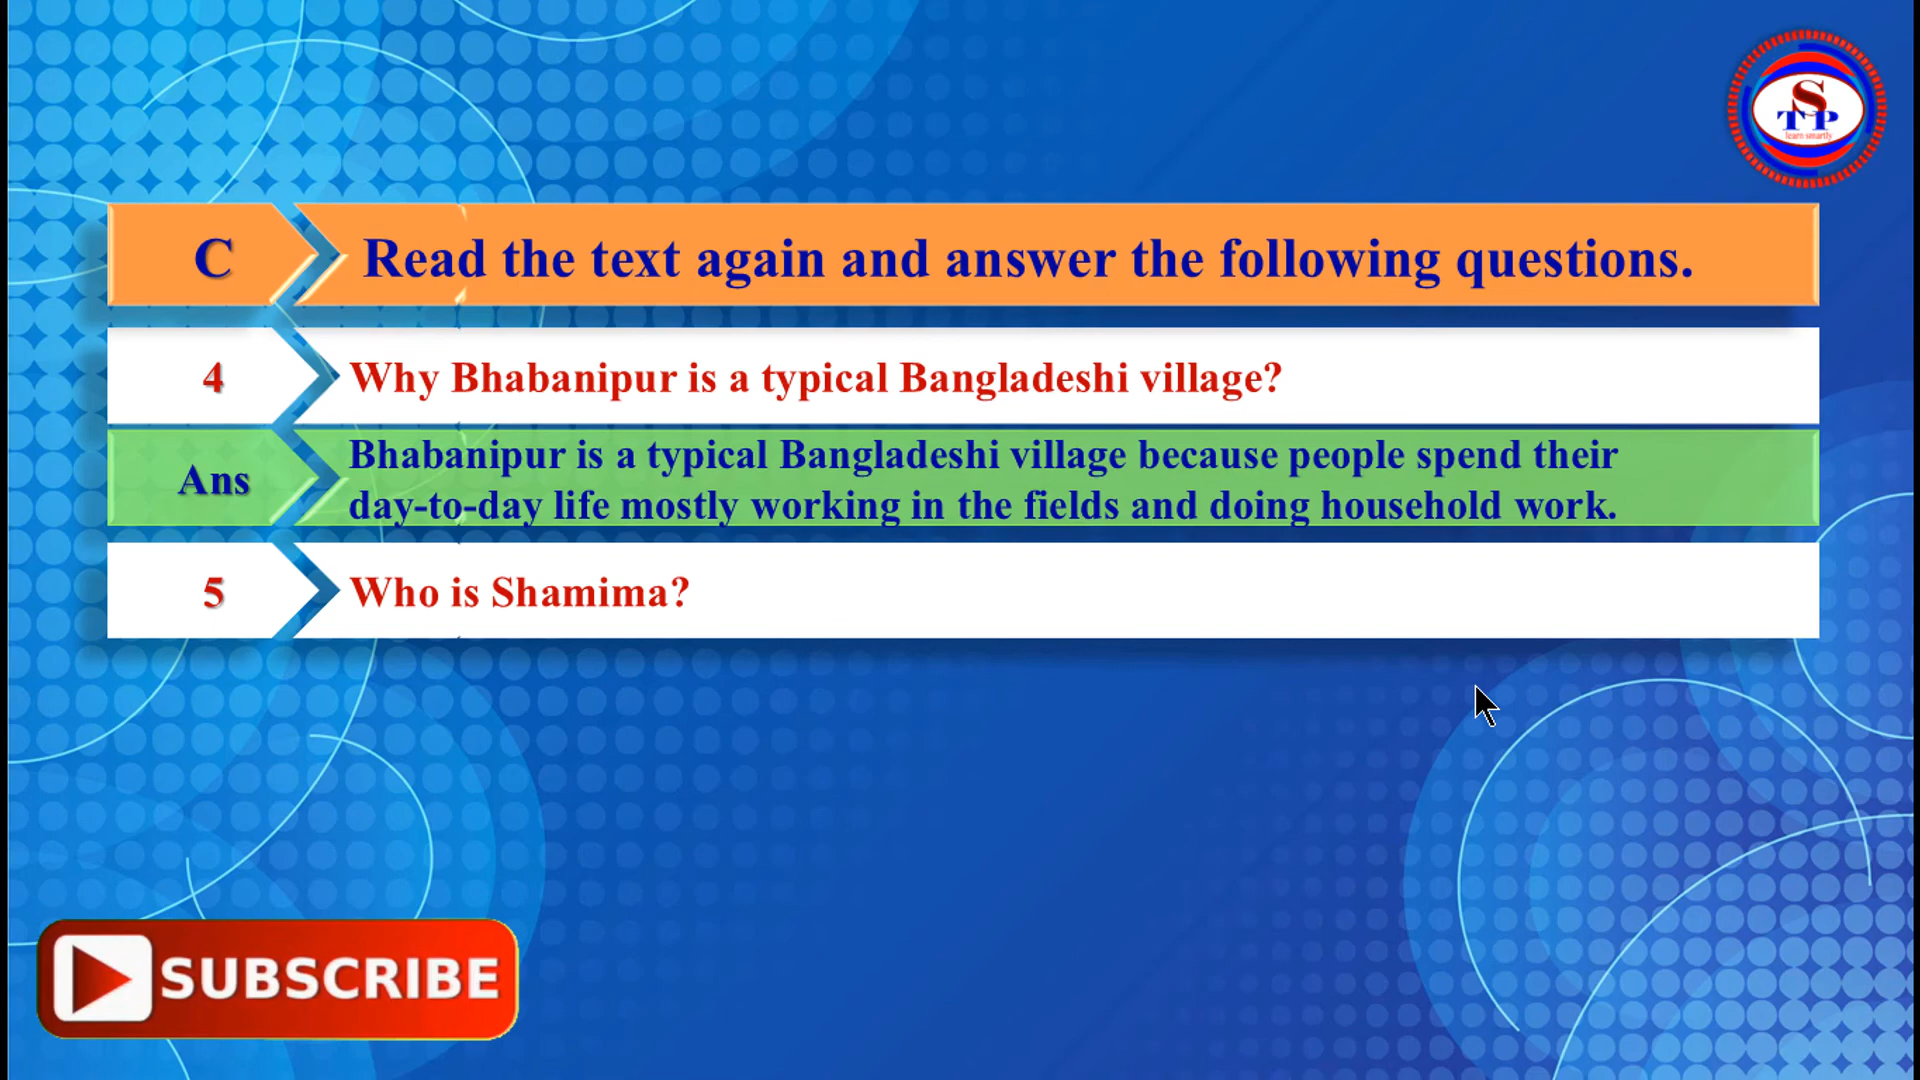 S
TP
learn smartly
C
Read the text again and answer the following questions.
4
Why Bhabanipur is a typical Bangladeshi village?
Ans
Bhabanipur is a typical Bangladeshi village because people spend their
day-to-day life mostly working in the fields and doing household work.
5
Who is Shamima?
SUBSCRIBE